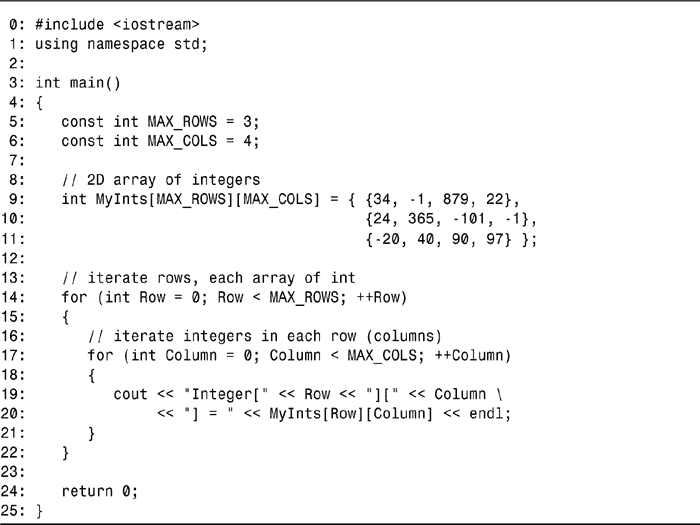 0: #include <iostream>
1: using namespace std;
2:
3: int main()
4: {
5:    const int MAX_ROWS = 3;
6:    const int MAX_COLS = 4;
7:
8:    // 2D array of integers
9:    int MyInts[MAX_ROWS][MAX_COLS] = { {34, -1, 879, 22},
10:                                      {24, 365, -101, -1},
11:                                      {-20, 40, 90, 97} };
12:
13:    // iterate rows, each array of int
14:    for (int Row = 0; Row < MAX_ROWS; ++Row)
15:    {
16:       // iterate integers in each row (columns)
17:       for (int Column = 0; Column < MAX_COLS; ++Column)
18:       {
19:          cout << "Integer[" << Row << "][" << Column \
20:               << "] = " << MyInts[Row][Column] << endl;
21:       }
22:    }
23:
24:    return 0;
25: }